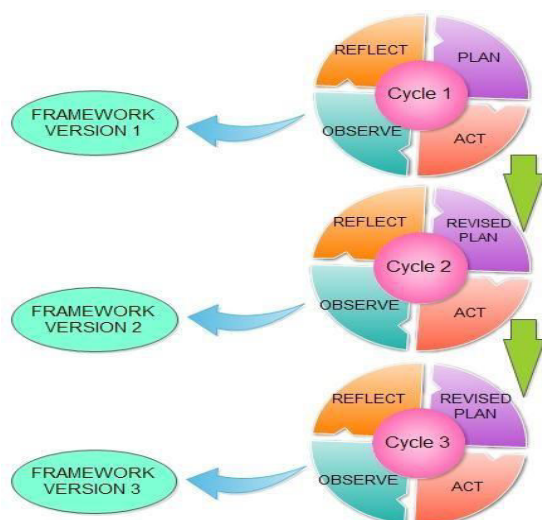 REFLECT
PLAN
Cycle 1
FRAMEWORK
VERSION 1
OBSERVE
ACT
REFLECT
REVISED
PLAN
Cycle 2
FRAMEWORK
VERSION 2
OBSERVE
ACT
REFLECT
REVISED
PLAN
Cycle 3
FRAMEWORK
VERSION 3
OBSERVE
ACT